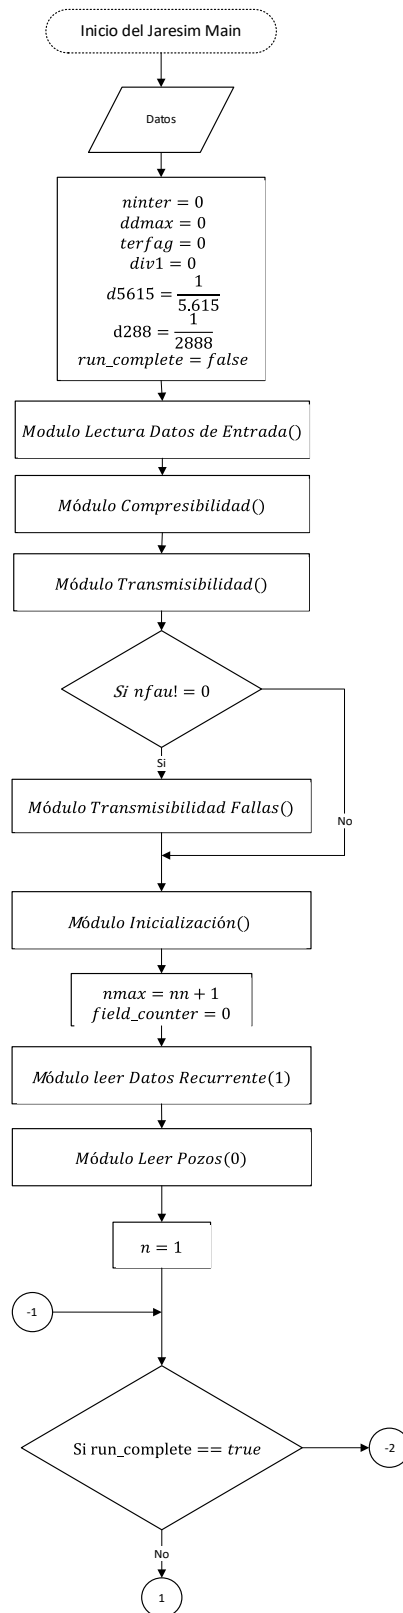 Inicio del Jaresim Main
Datos
ninter = 0
ddmax = 0
terfag = 0
div1 = 0
d5615 = 1/5.615
d288 = 1/2888
run_complete = false
Modulo Lectura Datos de Entrada()
Módulo Compresibilidad()
Módulo Transmisibilidad()
Si nfau! = 0
Si
Módulo Transmisibilidad Fallas()
No
Módulo Inicialización()
nmax = nn + 1
field_counter = 0
Módulo leer Datos Recurrente(1)
Módulo Leer Pozos(0)
n = 1
-1
Si run_complete == true
-2
No
1